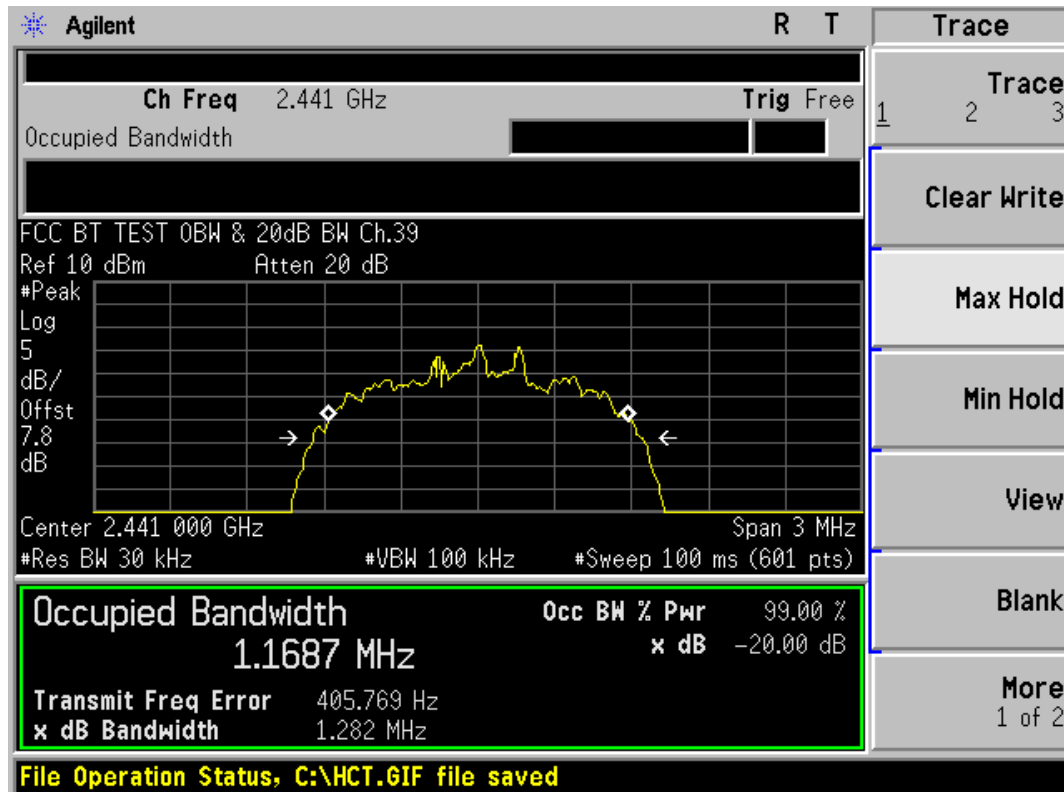 Agilent R T Trace
Ch Freq 2.441 GHz Trig Free
Occupied Bandwidth
Trace
1 2 3
Clear Write
Max Hold
Min Hold
View
Blank
More
1 of 2
FCC BT TEST OBW & 20dB BW Ch.39
Ref 10 dBm Atten 20 dB
#Peak
Log
5
dB/
Offst
7.8
dB
Center 2.441 000 GHz Span 3 MHz
#Res BW 30 kHz #VBW 100 kHz #Sweep 100 ms (601 pts)
Occupied Bandwidth Occ BW % Pwr 99.00 %
1.1687 MHz x dB -20.00 dB
Transmit Freq Error 405.769 Hz
x dB Bandwidth 1.282 MHz
File Operation Status, C:\HCT.GIF file saved